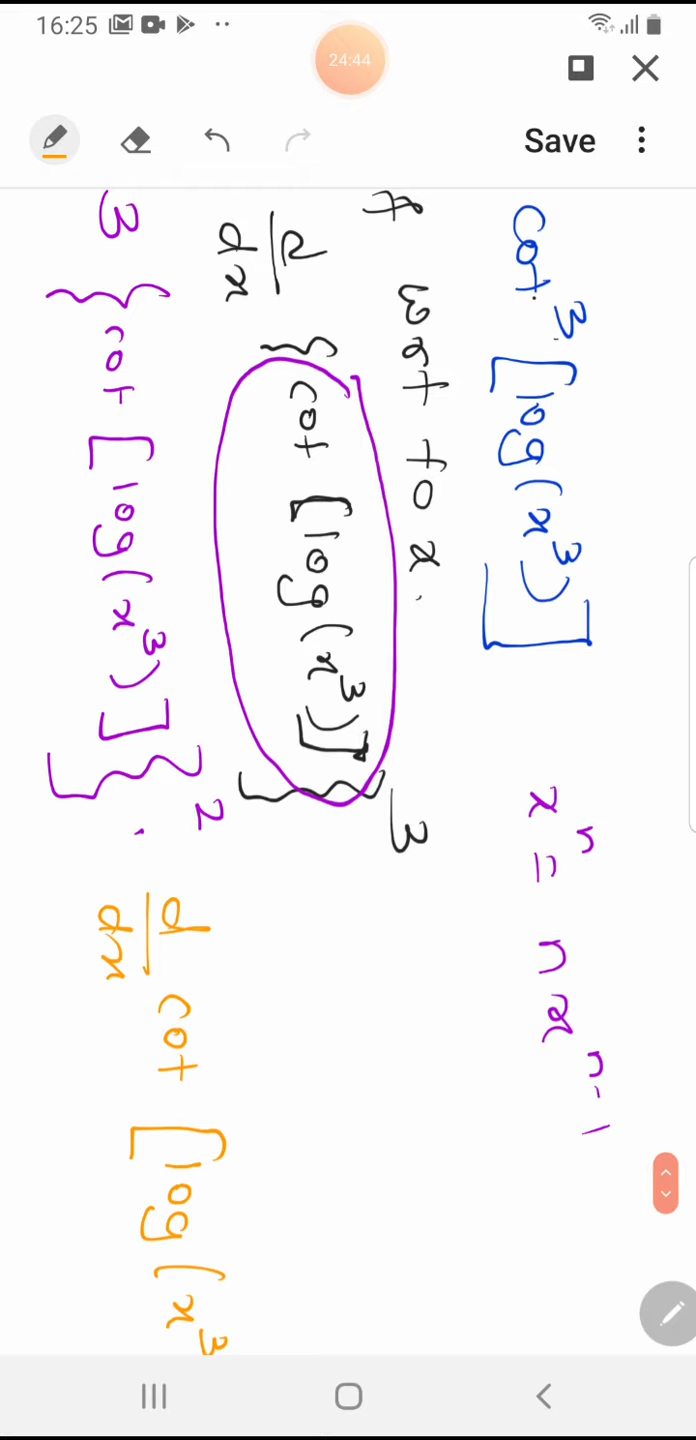 16:25
24:44
Save
cot³ [log(x³)]
xⁿ = n xⁿ⁻¹
wrt to x.
d/dx {cot [log(x³)]}³
3 {cot [log(x³)]}² . d/dx cot [log(x³